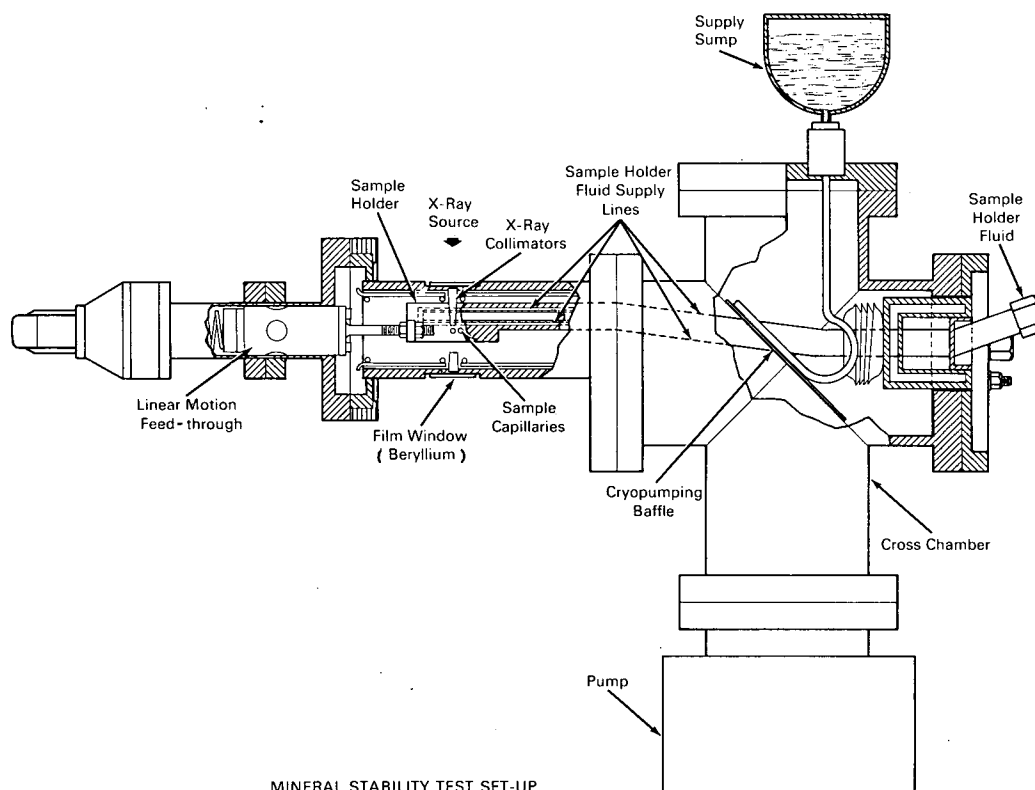 Supply
Sump
Sample
Holder
X-Ray
Source
X-Ray
Collimators
Sample Holder
Fluid Supply
Lines
Sample
Holder
Fluid
Linear Motion
Feed-through
Film Window
( Beryllium )
Sample
Capillaries
Cryopumping
Baffle
Cross Chamber
Pump
MINERAL STABILITY TEST SET-UP